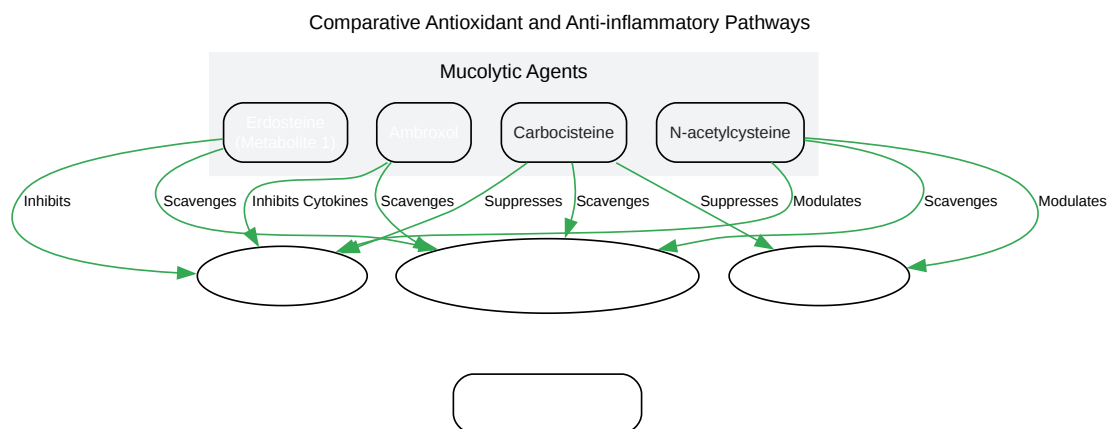 Comparative Antioxidant and Anti-inflammatory Pathways
Mucolytic Agents
Erdosteine
(Metabolite 1)
Ambroxol
Carbocisteine
N-acetylcysteine
Inhibits
Scavenges
Inhibits Cytokines
Scavenges
Suppresses
Scavenges
Suppresses
Modulates
Scavenges
Modulates